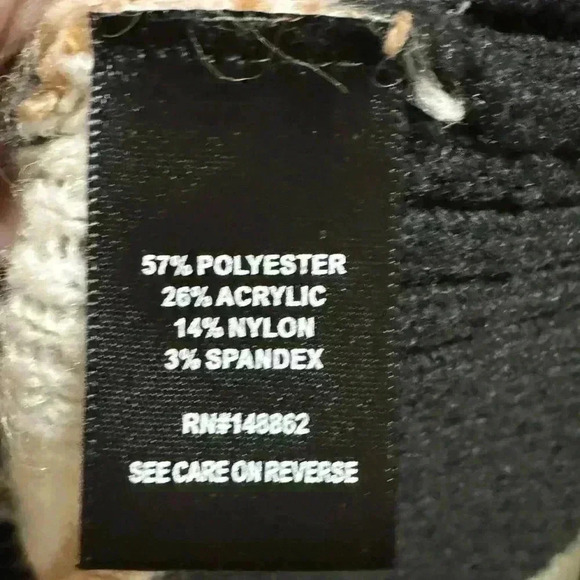 57% POLYESTER
26% ACRYLIC
14% NYLON
3% SPANDEX
RN#148862
SEE CARE ON REVERSE